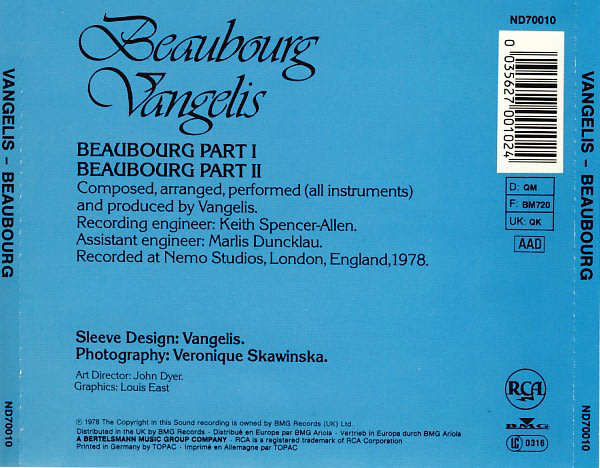 VANGELIS – BEAUBOURG
ND70010
Beaubourg
Vangelis
BEAUBOURG PART I
BEAUBOURG PART II
Composed, arranged, performed (all instruments)
and produced by Vangelis.
Recording engineer: Keith Spencer-Allen.
Assistant engineer: Marlis Duncklau.
Recorded at Nemo Studios, London, England, 1978.
Sleeve Design: Vangelis.
Photography: Veronique Skawinska.
Art Director: John Dyer.
Graphics: Louis East
℗ 1978 The Copyright in this Sound recording is owned by BMG Records (UK) Ltd.
Distributed in the UK by BMG Records • Distribué en Europe par BMG Ariola • Vertrieb in Europa durch BMG Ariola
A BERTELSMANN MUSIC GROUP COMPANY • RCA is a registered trademark of RCA Corporation
Printed in Germany by TOPAC • Imprimé en Allemagne par TOPAC
ND70010
0 035627 001024
D: QM
F: BM720
UK: QK
AAD
RCA
BMG
LC 0316
VANGELIS – BEAUBOURG
ND70010